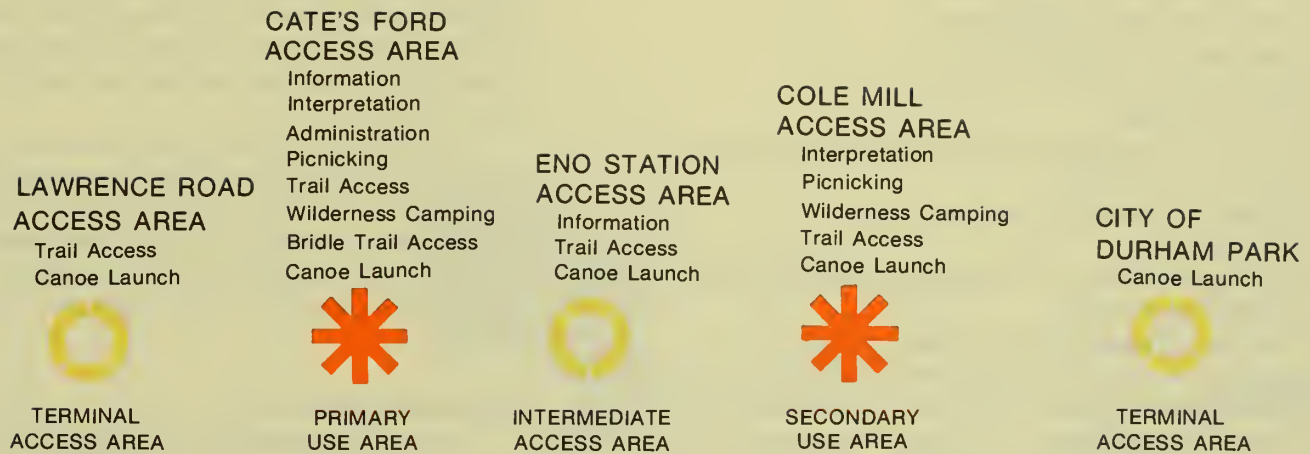 LAWRENCE ROAD
ACCESS AREA
Trail Access
Canoe Launch
TERMINAL
ACCESS AREA
CATE'S FORD
ACCESS AREA
Information
Interpretation
Administration
Picnicking
Trail Access
Wilderness Camping
Bridle Trail Access
Canoe Launch
PRIMARY
USE AREA
ENO STATION
ACCESS AREA
Information
Trail Access
Canoe Launch
INTERMEDIATE
ACCESS AREA
COLE MILL
ACCESS AREA
Interpretation
Picnicking
Wilderness Camping
Trail Access
Canoe Launch
SECONDARY
USE AREA
CITY OF
DURHAM PARK
Canoe Launch
TERMINAL
ACCESS AREA